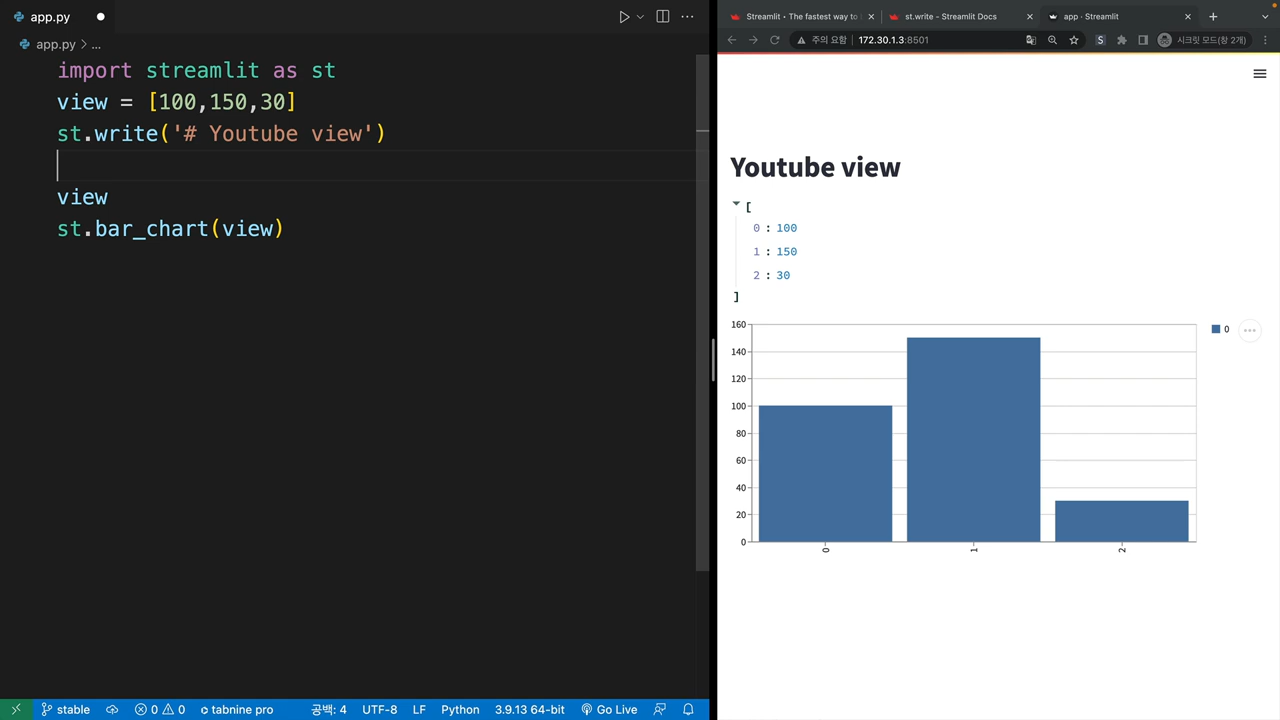 app.py
app.py > ...
import streamlit as st
view = [100,150,30]
st.write('# Youtube view')
view
st.bar_chart(view)
stable
0 0
tabnine pro
공백: 4
UTF-8
LF
Python
3.9.13 64-bit
Go Live
Streamlit • The fastest way to
st.write - Streamlit Docs
app · Streamlit
주의 요함 | 172.30.1.3:8501
시크릿 모드(창 2개)
Youtube view
[
0 : 100
1 : 150
2 : 30
]
160
140
120
100
80
60
40
20
0
0
1
2
0